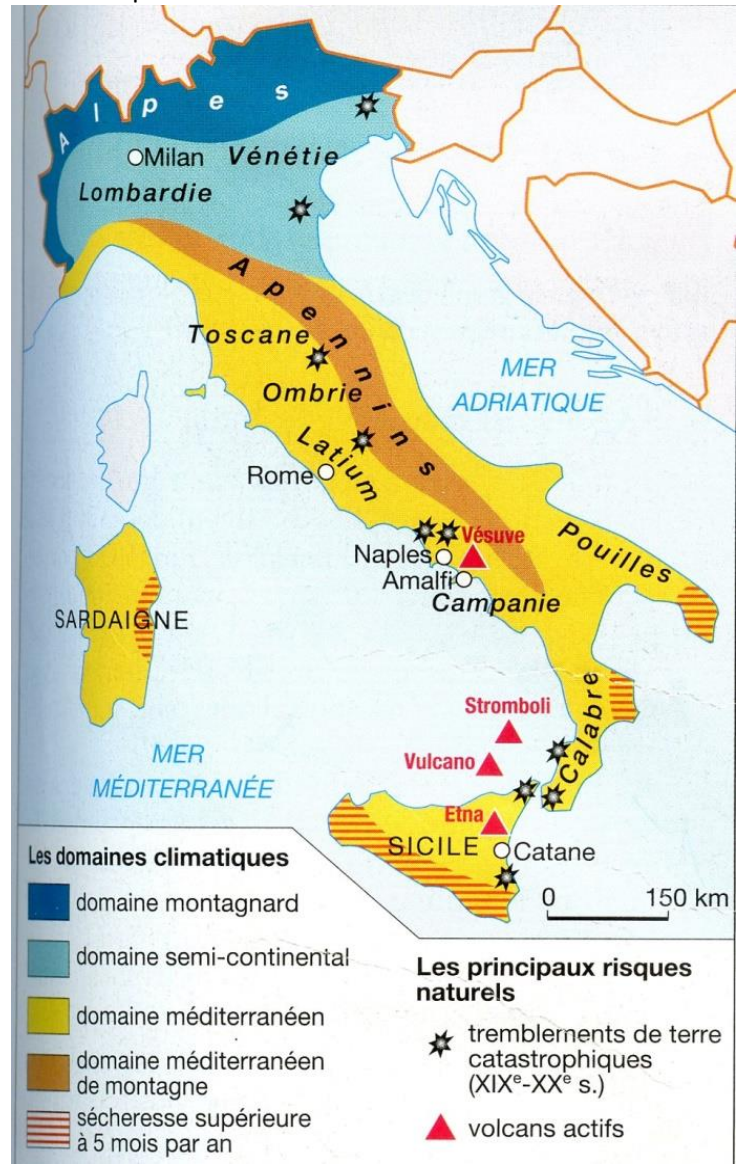 Alpes
Milan
Vénétie
Lombardie
Apennins
Toscane
Ombrie
MER
ADRIATIQUE
Latium
Rome
Pouilles
Vésuve
Naples
Amalfi
Campanie
SARDAIGNE
Calabre
Stromboli
Vulcano
MER
MÉDITERRANÉE
Etna
SICILE
Catane
0 150 km
Les domaines climatiques
domaine montagnard
domaine semi-continental
domaine méditerranéen
domaine méditerranéen
de montagne
sécheresse supérieure
à 5 mois par an
Les principaux risques
naturels
tremblements de terre
catastrophiques
(XIXe-XXe s.)
volcans actifs